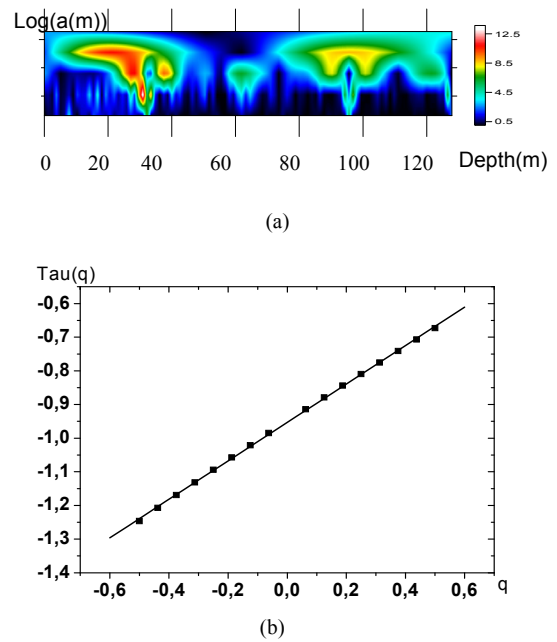 Log(a(m))
12.5
8.5
4.5
0.5
0 20 40 60 80 100 120 Depth(m)
(a)
Tau(q)
-0,6
-0,7
-0,8
-0,9
-1,0
-1,1
-1,2
-1,3
-1,4
-0,6 -0,4 -0,2 0,0 0,2 0,4 0,6 q
(b)